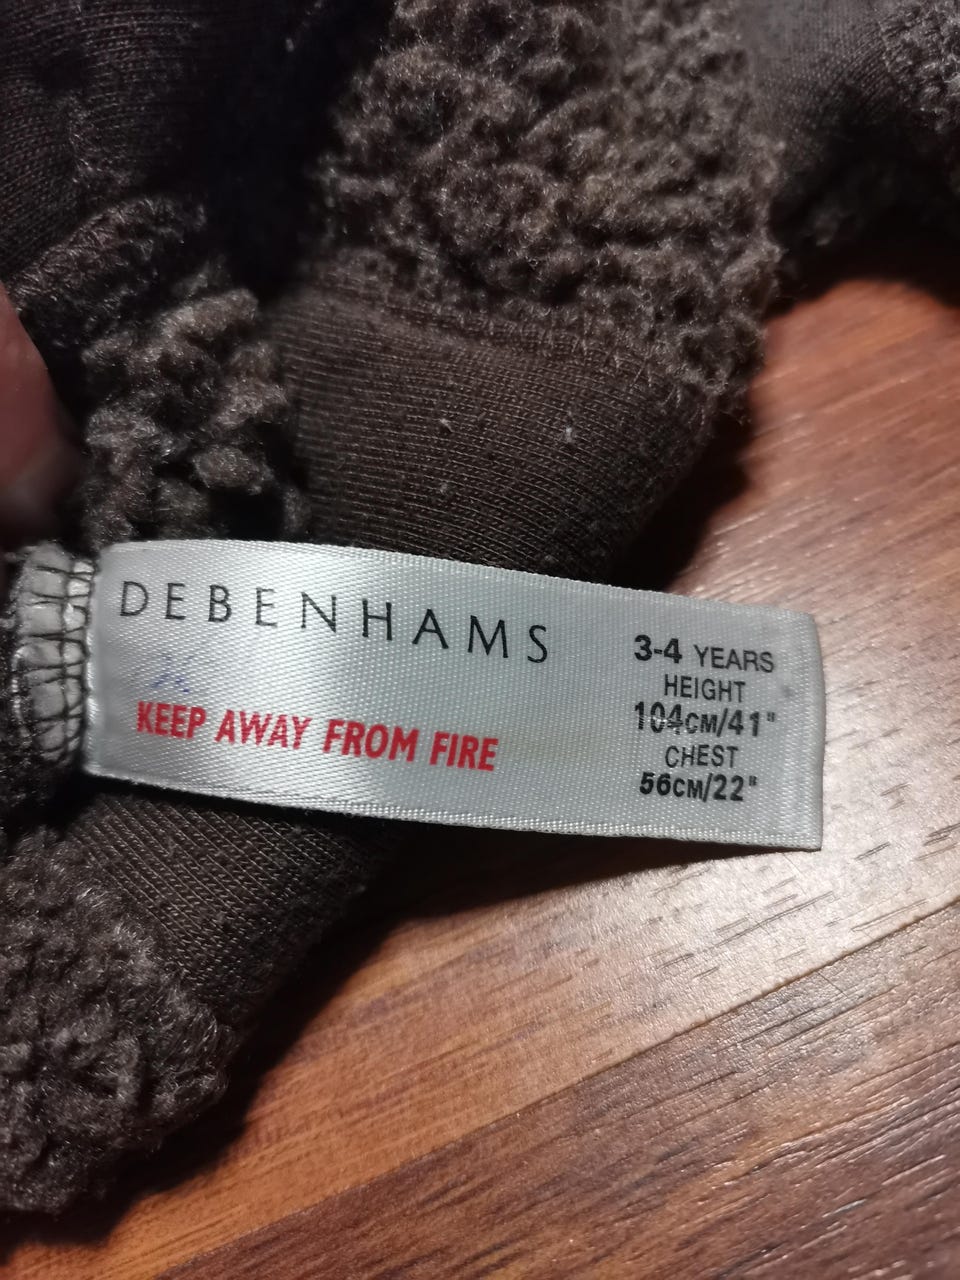 DEBENHAMS
KEEP AWAY FROM FIRE
3-4 YEARS
HEIGHT
104CM/41"
CHEST
56CM/22"